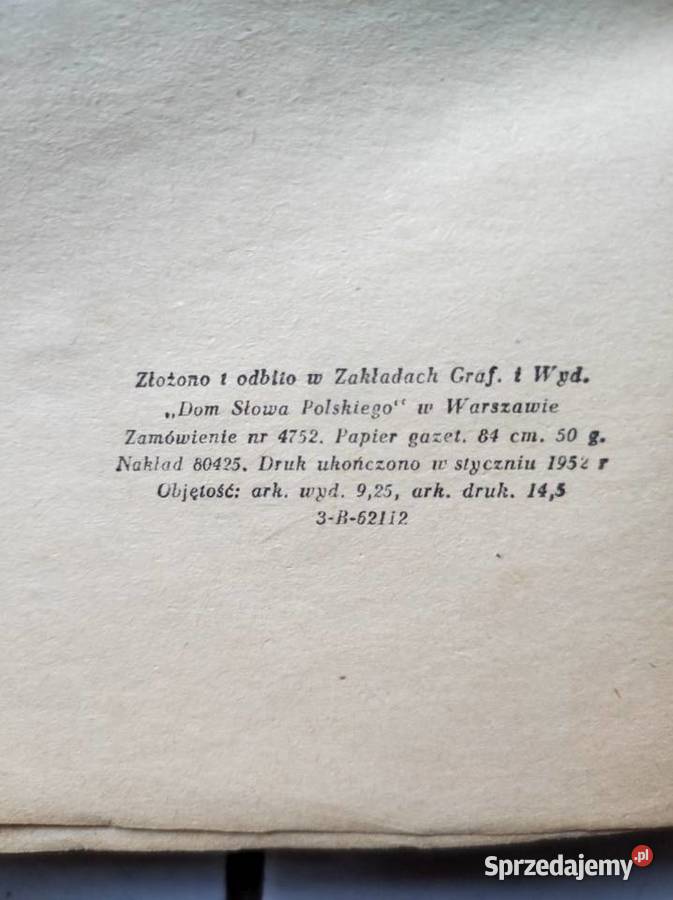 Złożono i odbito w Zakładach Graf. i Wyd.
„Dom Słowa Polskiego" w Warszawie
Zamówienie nr 4752. Papier gazet. 84 cm. 50 g.
Nakład 80425. Druk ukończono w styczniu 1952 r
Objętość: ark. wyd. 9,25, ark. druk. 14,5
3-B-62112
Sprzedajemy.pl